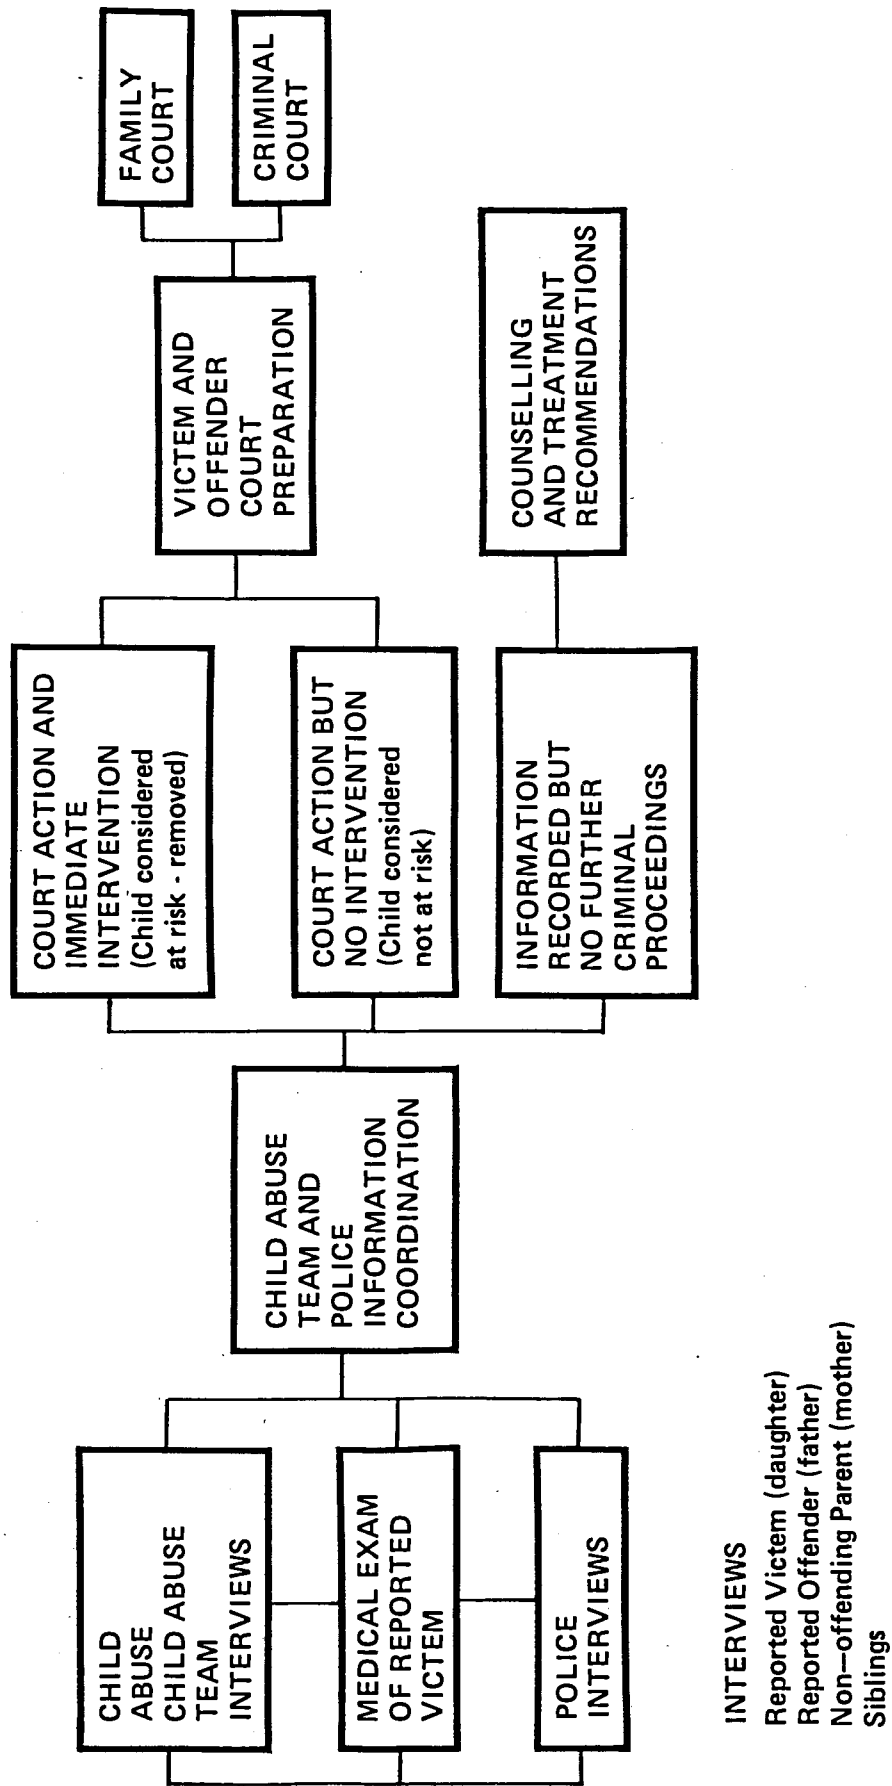 CHILD
ABUSE
CHILD ABUSE
TEAM
INTERVIEWS
MEDICAL EXAM
OF REPORTED
VICTEM
POLICE
INTERVIEWS
CHILD ABUSE
TEAM AND
POLICE
INFORMATION
COORDINATION
COURT ACTION AND
IMMEDIATE
INTERVENTION
(Child considered
at risk - removed)
COURT ACTION BUT
NO INTERVENTION
(Child considered
not at risk)
INFORMATION
RECORDED BUT
NO FURTHER
CRIMINAL
PROCEEDINGS
VICTEM AND
OFFENDER
COURT
PREPARATION
COUNSELLING
AND TREATMENT
RECOMMENDATIONS
FAMILY
COURT
CRIMINAL
COURT
INTERVIEWS
Reported Victem (daughter)
Reported Offender (father)
Non-offending Parent (mother)
Siblings